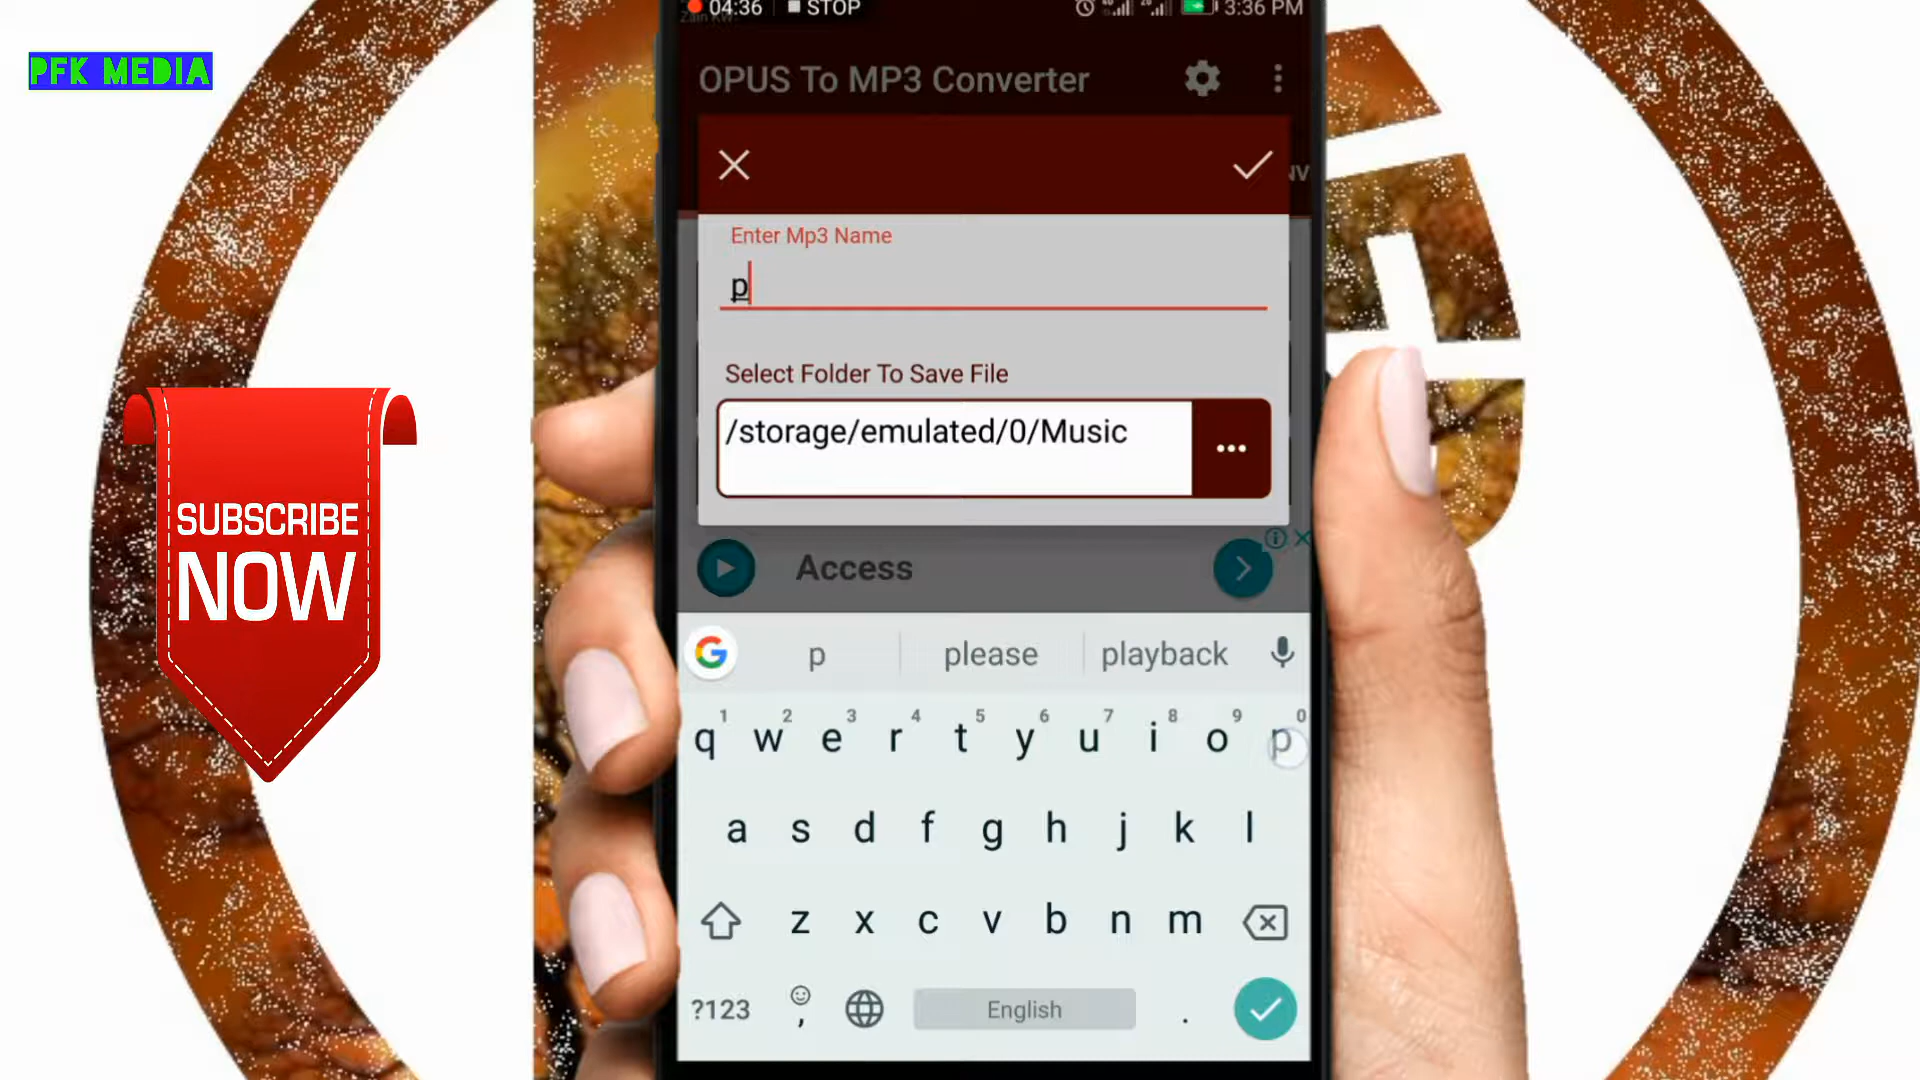 04:36 STOP
3:36 PM
PFK MEDIA
OPUS To MP3 Converter
NV
Enter Mp3 Name
p
Select Folder To Save File
/storage/emulated/0/Music
...
SUBSCRIBE
NOW
Access
p please playback
1 2 3 4 5 6 7 8 9 0
q w e r t y u i o p
a s d f g h j k l
z x c v b n m
?123 , English .